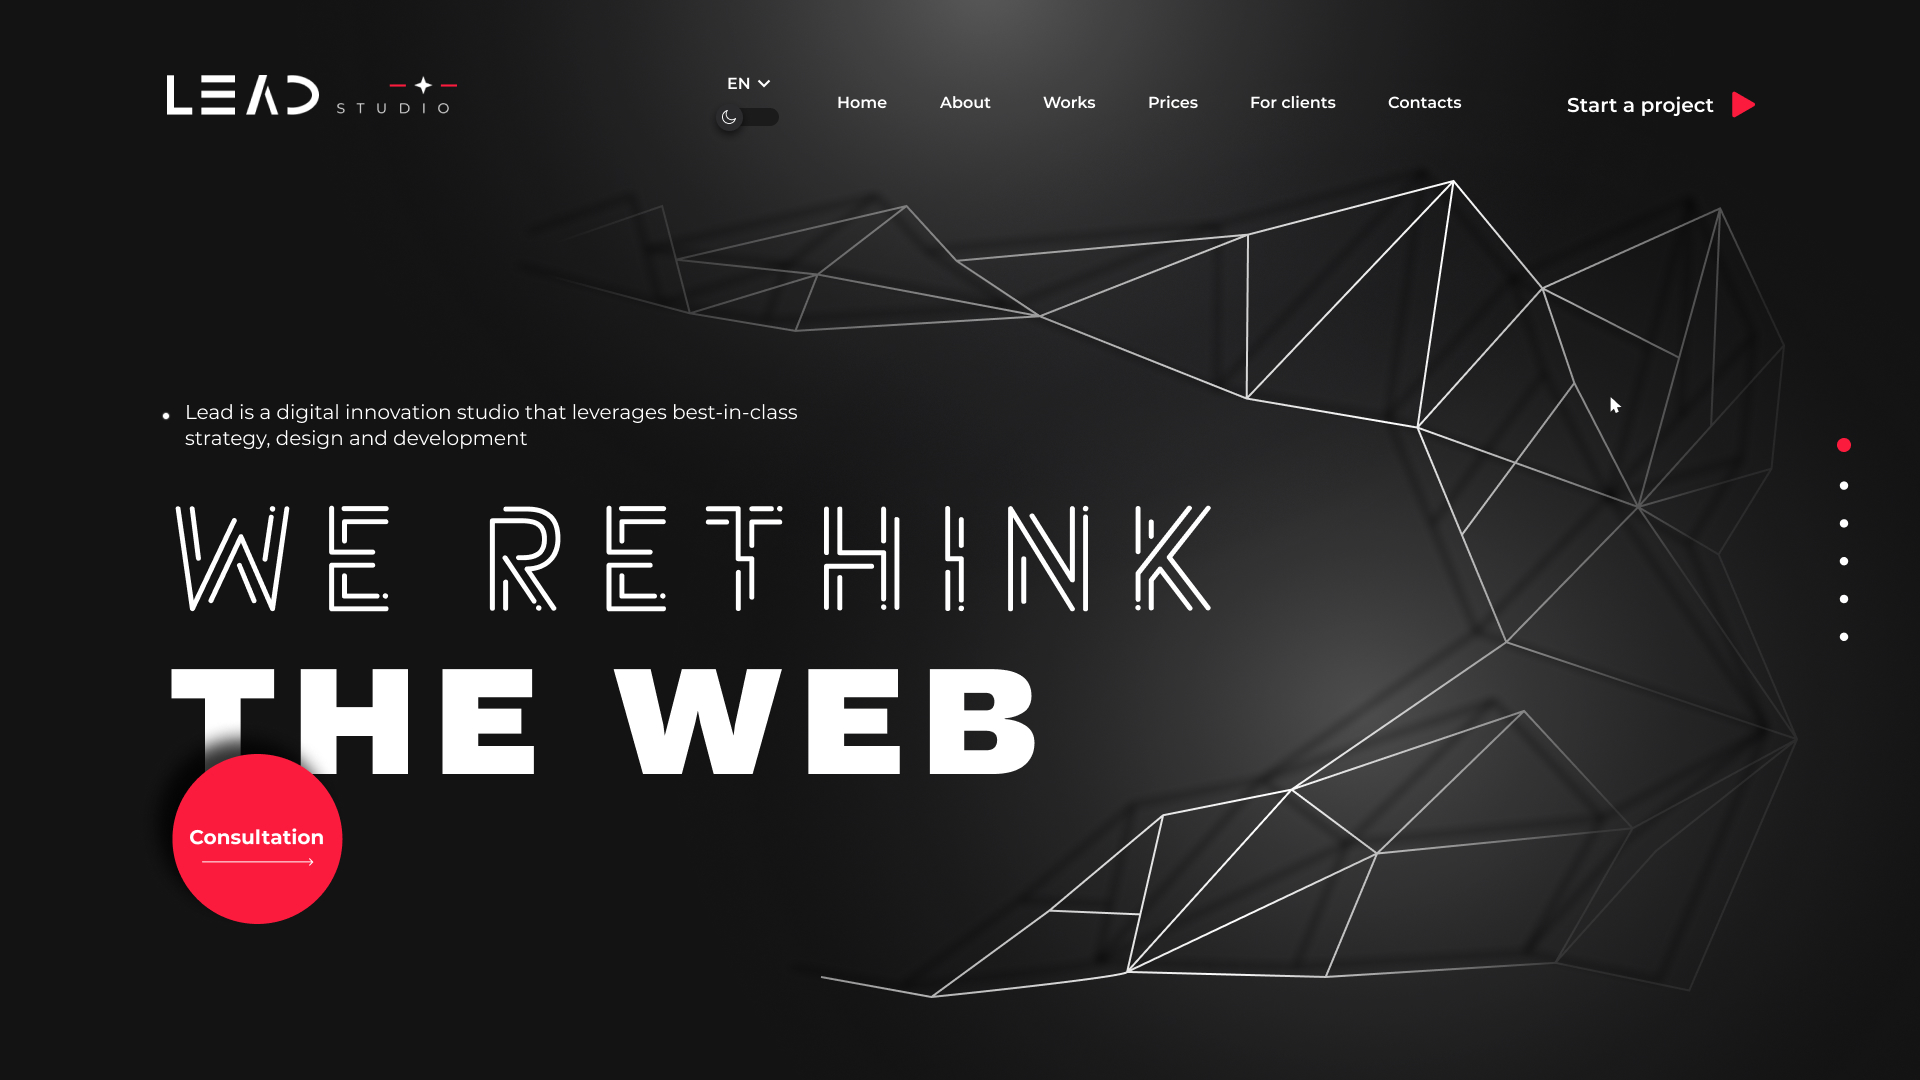 LEAD STUDIO
EN
Home
About
Works
Prices
For clients
Contacts
Start a project
Lead is a digital innovation studio that leverages best-in-class
strategy, design and development
WE RETHINK
THE WEB
Consultation